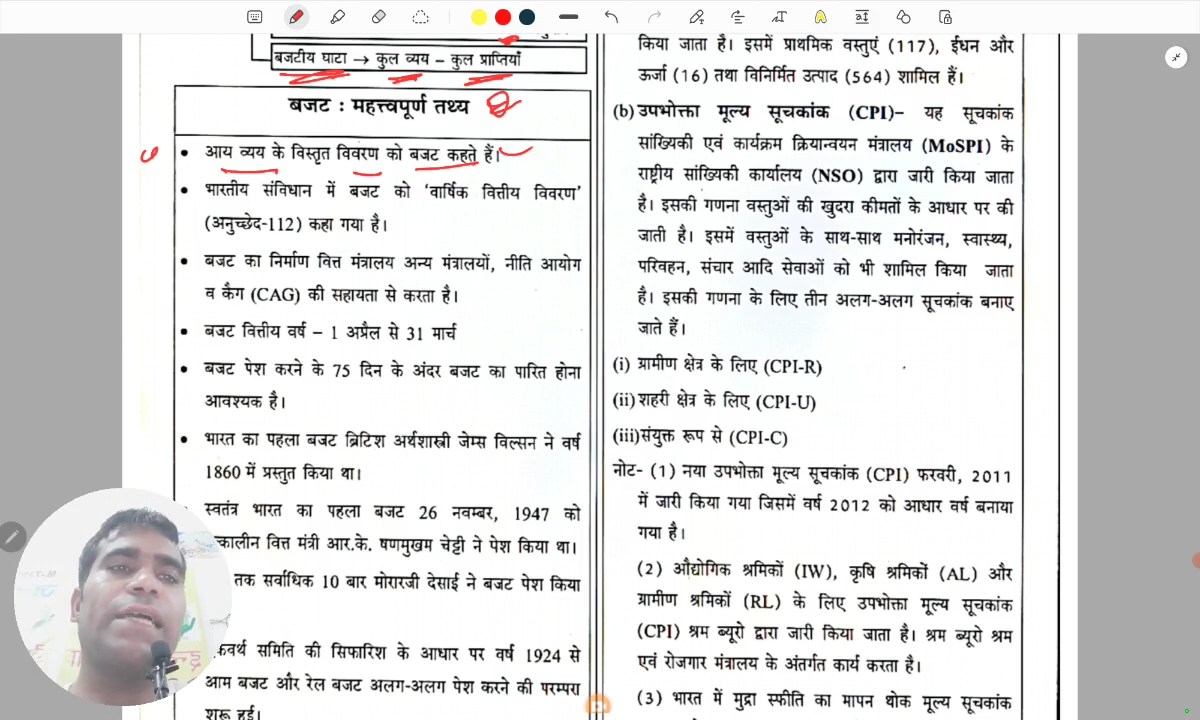 बजटीय घाटा → कुल व्यय – कुल प्राप्तियाँ
बजट : महत्त्वपूर्ण तथ्य
• आय व्यय के विस्तृत विवरण को बजट कहते हैं।
• भारतीय संविधान में बजट को ‘वार्षिक वित्तीय विवरण’
(अनुच्छेद-112) कहा गया है।
• बजट का निर्माण वित्त मंत्रालय अन्य मंत्रालयों, नीति आयोग
व कैग (CAG) की सहायता से करता है।
• बजट वित्तीय वर्ष – 1 अप्रैल से 31 मार्च
• बजट पेश करने के 75 दिन के अंदर बजट का पारित होना
आवश्यक है।
• भारत का पहला बजट ब्रिटिश अर्थशास्त्री जेम्स विल्सन ने वर्ष
1860 में प्रस्तुत किया था।
स्वतंत्र भारत का पहला बजट 26 नवम्बर, 1947 को
वित्त मंत्री आर.के. षणमुखम चेट्टी ने पेश किया था।
तक सर्वाधिक 10 बार मोरारजी देसाई ने बजट पेश किया
समिति की सिफारिश के आधार पर वर्ष 1924 से
आम बजट और रेल बजट अलग-अलग पेश करने की परम्परा
शुरू हुई।
किया जाता है। इसमें प्राथमिक वस्तुएं (117), ईंधन और
ऊर्जा (16) तथा विनिर्मित उत्पाद (564) शामिल हैं।
(b) उपभोक्ता मूल्य सूचकांक (CPI)– यह सूचकांक
सांख्यिकी एवं कार्यक्रम क्रियान्वयन मंत्रालय (MoSPI) के
राष्ट्रीय सांख्यिकी कार्यालय (NSO) द्वारा जारी किया जाता
है। इसकी गणना वस्तुओं की खुदरा कीमतों के आधार पर की
जाती है। इसमें वस्तुओं के साथ-साथ मनोरंजन, स्वास्थ्य,
परिवहन, संचार आदि सेवाओं को भी शामिल किया जाता
है। इसकी गणना के लिए तीन अलग-अलग सूचकांक बनाए
जाते हैं।
(i) ग्रामीण क्षेत्र के लिए (CPI-R)
(ii) शहरी क्षेत्र के लिए (CPI-U)
(iii) संयुक्त रूप से (CPI-C)
नोट- (1) नया उपभोक्ता मूल्य सूचकांक (CPI) फरवरी, 2011
में जारी किया गया जिसमें वर्ष 2012 को आधार वर्ष बनाया
गया है।
(2) औद्योगिक श्रमिकों (IW), कृषि श्रमिकों (AL) और
ग्रामीण श्रमिकों (RL) के लिए उपभोक्ता मूल्य सूचकांक
(CPI) श्रम ब्यूरो द्वारा जारी किया जाता है। श्रम ब्यूरो श्रम
एवं रोजगार मंत्रालय के अंतर्गत कार्य करता है।
(3) भारत में मुद्रा स्फीति का मापन थोक मूल्य सूचकांक